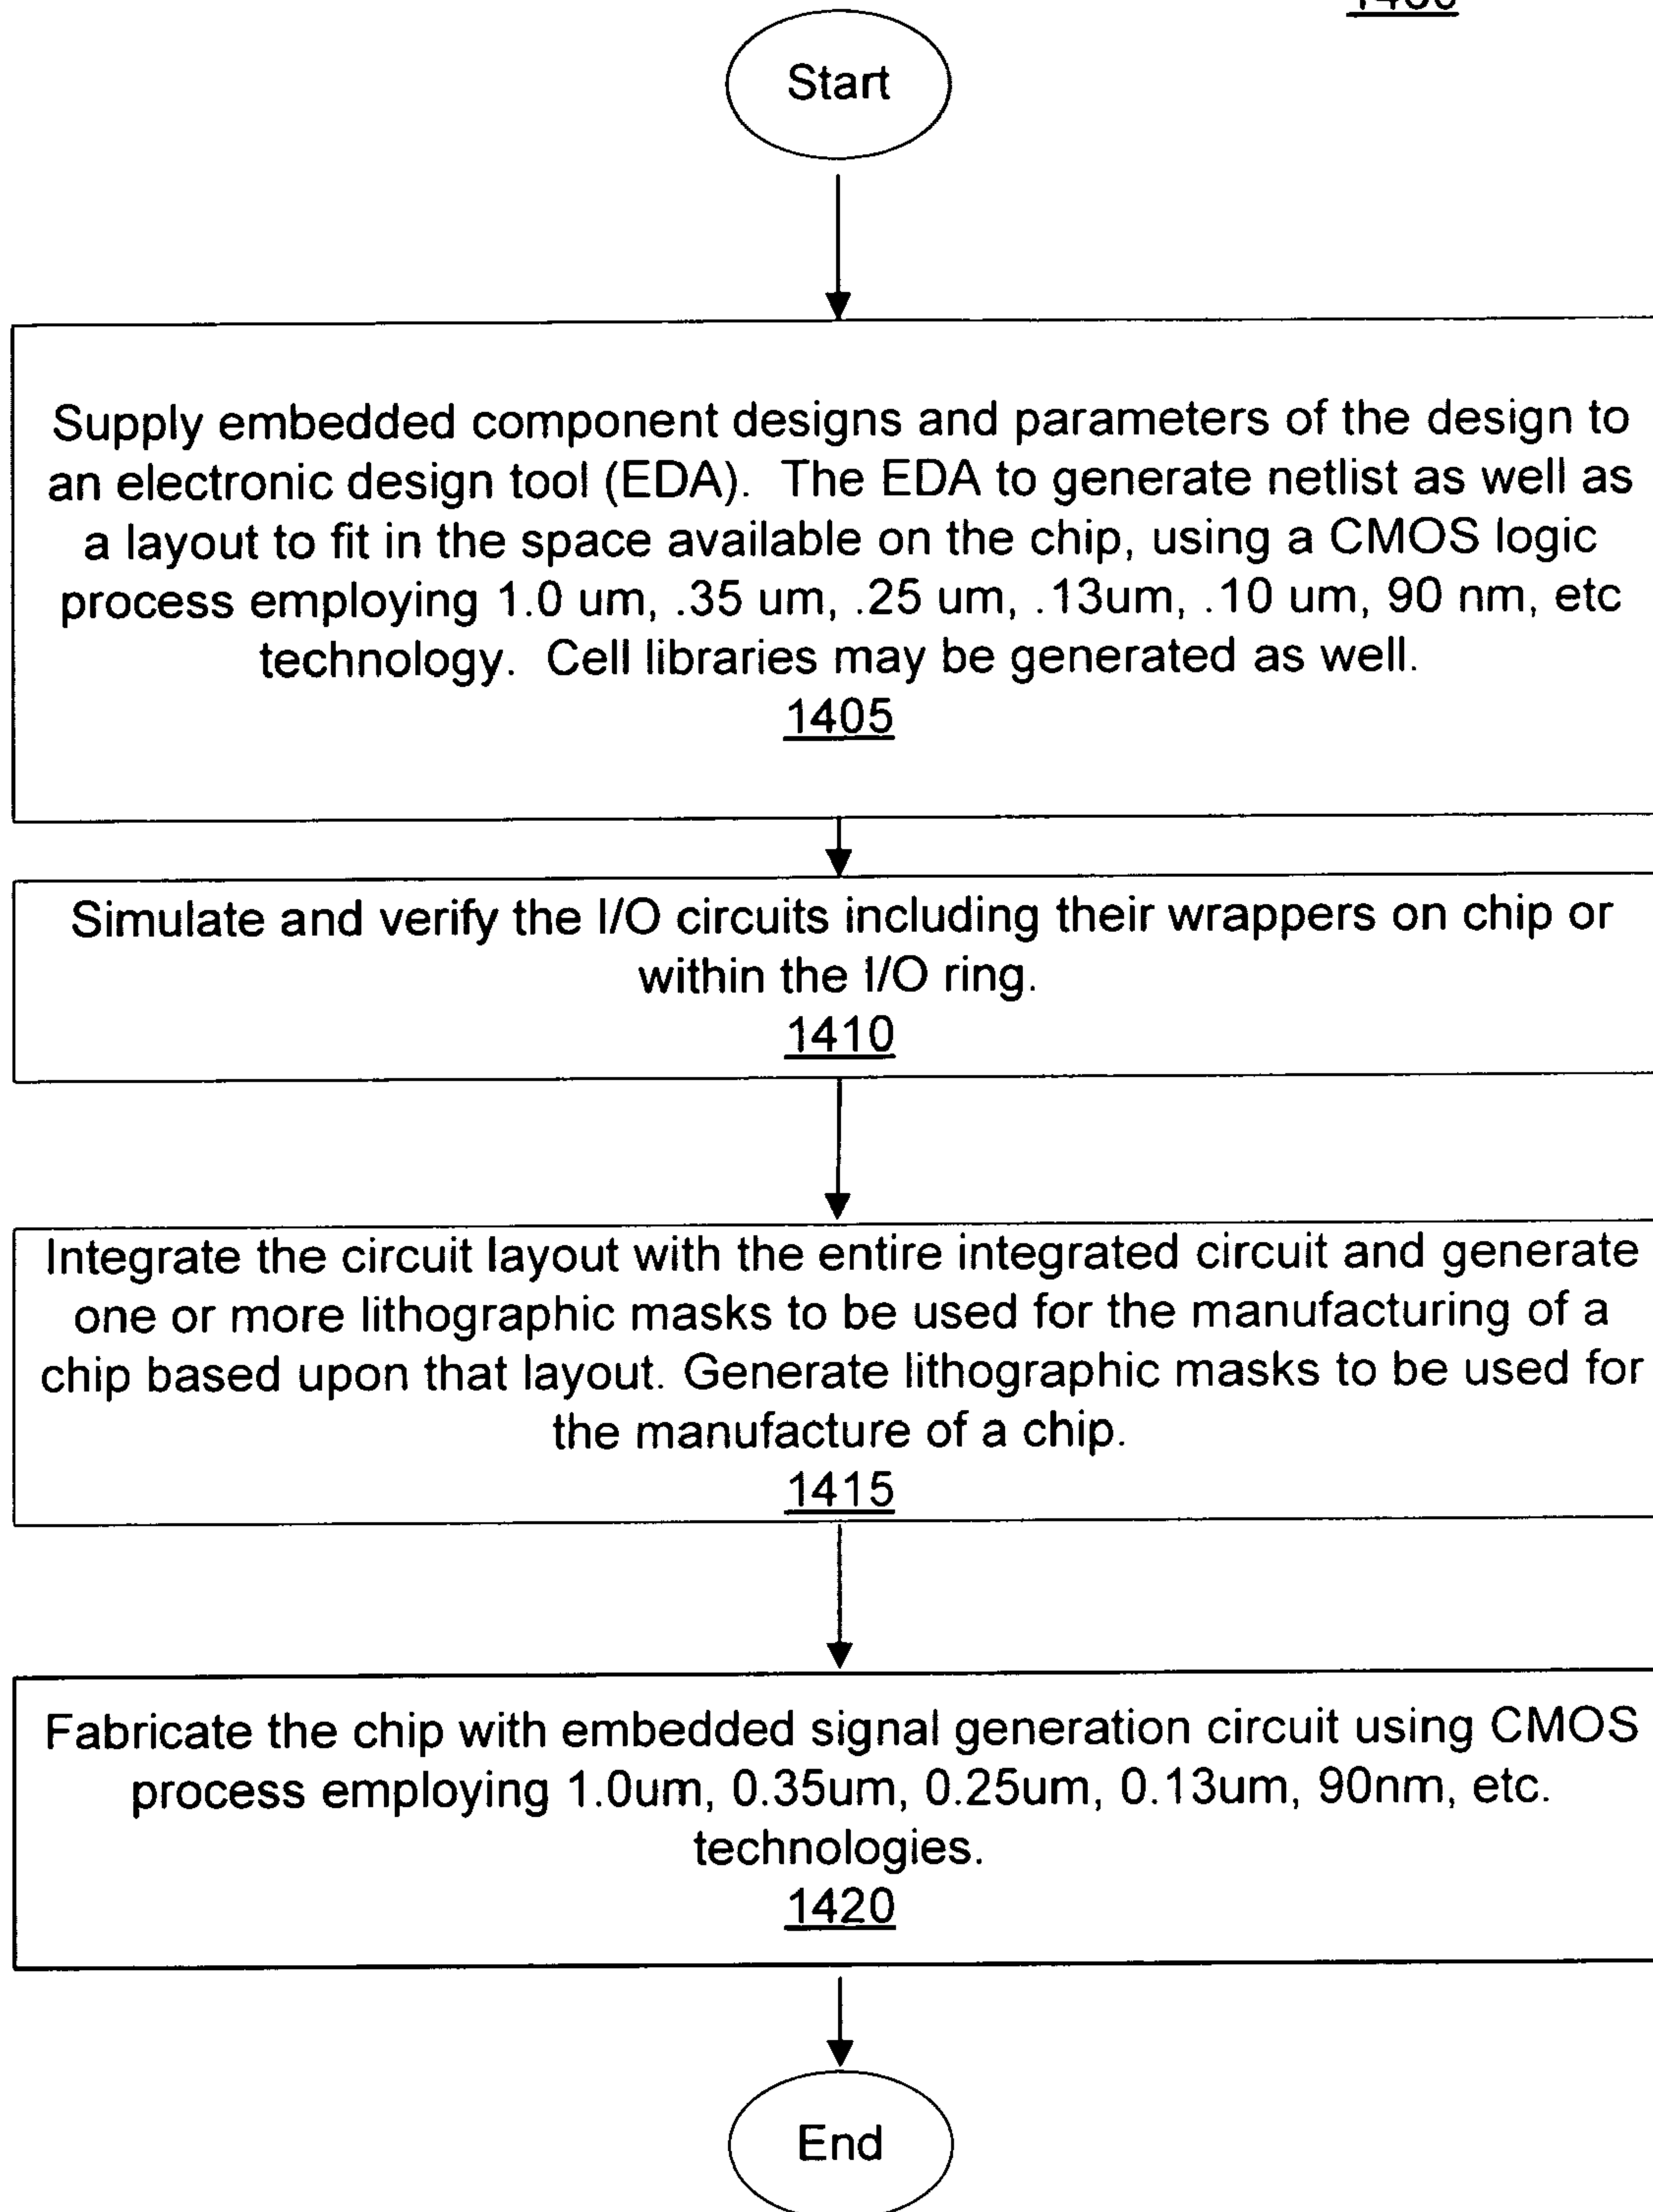 Start
Supply embedded component designs and parameters of the design to
an electronic design tool (EDA). The EDA to generate netlist as well as
a layout to fit in the space available on the chip, using a CMOS logic
process employing 1.0 um, .35 um, .25 um, .13um, .10 um, 90 nm, etc
technology. Cell libraries may be generated as well.
1405
Simulate and verify the I/O circuits including their wrappers on chip or
within the I/O ring.
1410
Integrate the circuit layout with the entire integrated circuit and generate
one or more lithographic masks to be used for the manufacturing of a
chip based upon that layout. Generate lithographic masks to be used for
the manufacture of a chip.
1415
Fabricate the chip with embedded signal generation circuit using CMOS
process employing 1.0um, 0.35um, 0.25um, 0.13um, 90nm, etc.
technologies.
1420
End